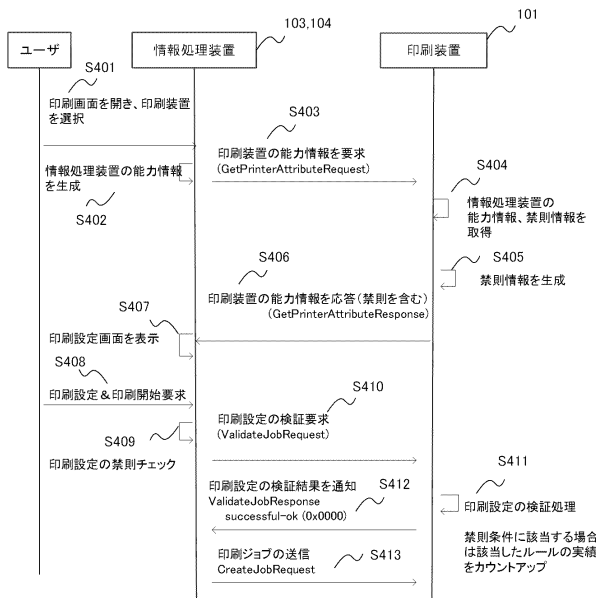 103,104
101
ユーザ
情報処理装置
印刷装置
S401
印刷画面を開き、印刷装置
を選択
S403
印刷装置の能力情報を要求
(GetPrinterAttributeRequest)
情報処理装置の能力情報
を生成
S402
S404
情報処理装置の
能力情報、禁則情報を
取得
S405
禁則情報を生成
S406
印刷装置の能力情報を応答(禁則を含む)
(GetPrinterAttributeResponse)
S407
印刷設定画面を表示
S408
印刷設定&印刷開始要求
S409
印刷設定の禁則チェック
S410
印刷設定の検証要求
(ValidateJobRequest)
S411
印刷設定の検証処理
禁則条件に該当する場合
は該当したルールの実績
をカウントアップ
印刷設定の検証結果を通知
S412
ValidateJobResponse
successful-ok (0x0000)
印刷ジョブの送信
S413
CreateJobRequest